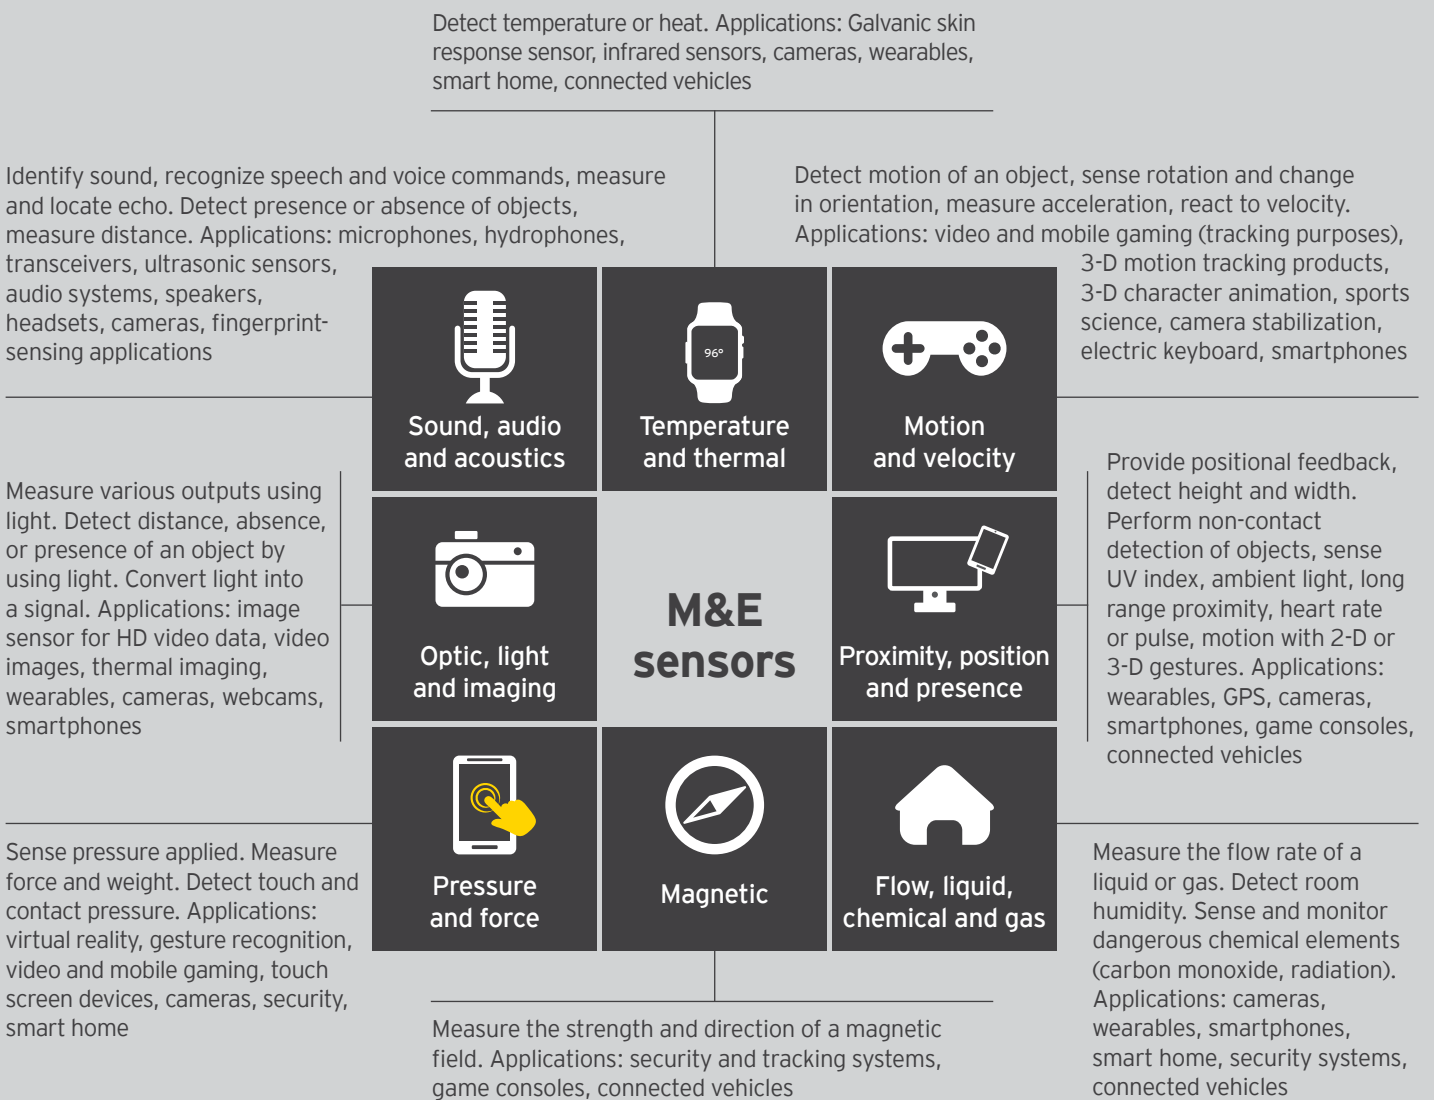 Detect temperature or heat. Applications: Galvanic skin
response sensor, infrared sensors, cameras, wearables,
smart home, connected vehicles
Identify sound, recognize speech and voice commands, measure
and locate echo. Detect presence or absence of objects,
measure distance. Applications: microphones, hydrophones,
transceivers, ultrasonic sensors,
audio systems, speakers,
headsets, cameras, fingerprint-
sensing applications
Detect motion of an object, sense rotation and change
in orientation, measure acceleration, react to velocity.
Applications: video and mobile gaming (tracking purposes),
3-D motion tracking products,
3-D character animation, sports
science, camera stabilization,
electric keyboard, smartphones
Sound, audio
and acoustics
96°
Temperature
and thermal
Motion
and velocity
Measure various outputs using
light. Detect distance, absence,
or presence of an object by
using light. Convert light into
a signal. Applications: image
sensor for HD video data, video
images, thermal imaging,
wearables, cameras, webcams,
smartphones
Optic, light
and imaging
M&E
sensors
Proximity, position
and presence
Provide positional feedback,
detect height and width.
Perform non-contact
detection of objects, sense
UV index, ambient light, long
range proximity, heart rate
or pulse, motion with 2-D or
3-D gestures. Applications:
wearables, GPS, cameras,
smartphones, game consoles,
connected vehicles
Sense pressure applied. Measure
force and weight. Detect touch and
contact pressure. Applications:
virtual reality, gesture recognition,
video and mobile gaming, touch
screen devices, cameras, security,
smart home
Pressure
and force
Magnetic
Flow, liquid,
chemical and gas
Measure the flow rate of a
liquid or gas. Detect room
humidity. Sense and monitor
dangerous chemical elements
(carbon monoxide, radiation).
Applications: cameras,
wearables, smartphones,
smart home, security systems,
connected vehicles
Measure the strength and direction of a magnetic
field. Applications: security and tracking systems,
game consoles, connected vehicles